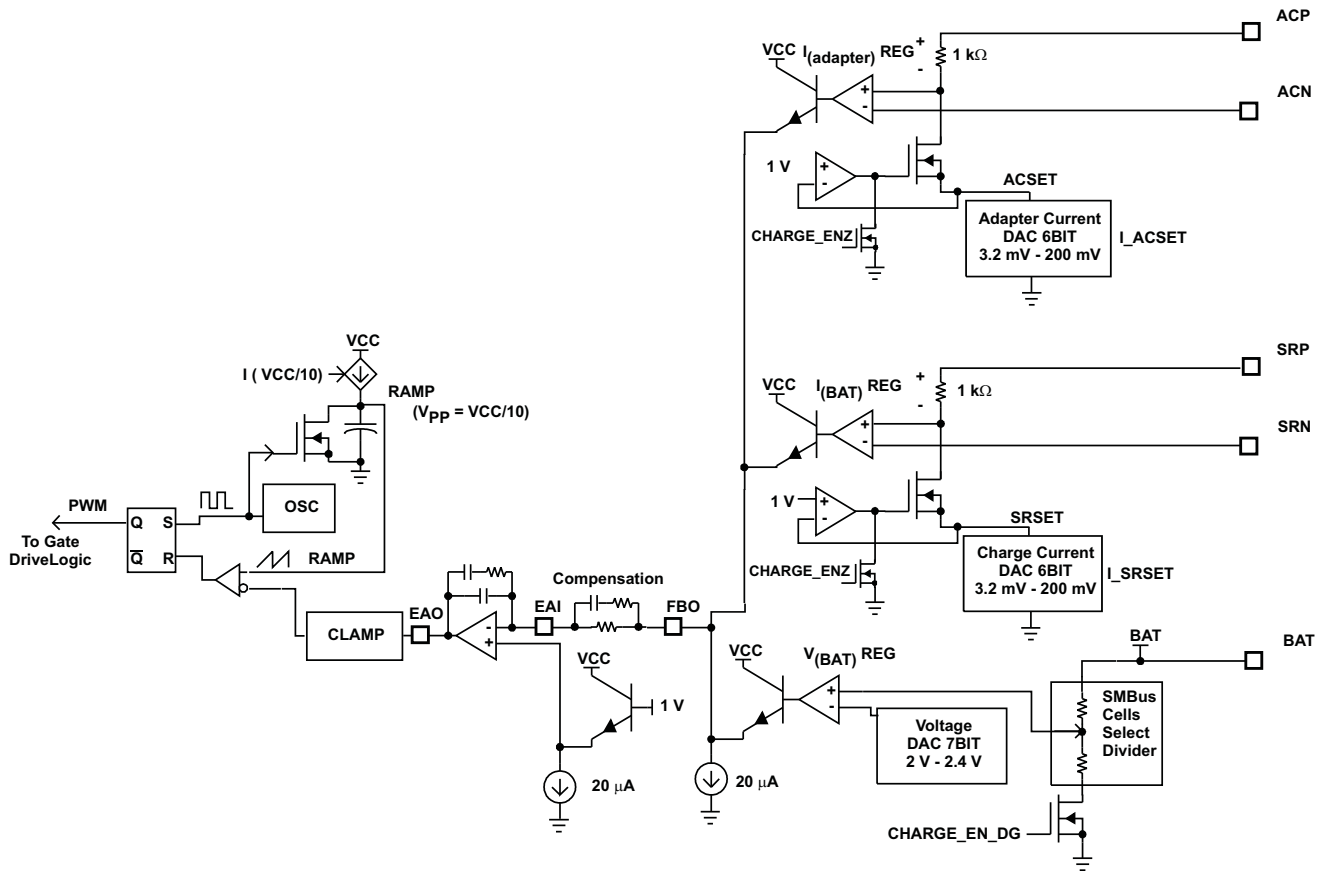 ACP
VCC I(adapter) REG + 
- 1 kΩ
ACN
+
-
1 V
+
-
ACSET
CHARGE_ENZ
Adapter Current
DAC 6BIT
3.2 mV - 200 mV
I_ACSET
SRP
VCC I(BAT) REG +
- 1 kΩ
SRN
+
-
1 V
+
-
SRSET
CHARGE_ENZ
Charge Current
DAC 6BIT
3.2 mV - 200 mV
I_SRSET
VCC
I ( VCC/10)
RAMP
(VPP = VCC/10)
PWM
To Gate
DriveLogic
Q S
Q̅ R
OSC
RAMP
CLAMP
EAO
-
+
EAI
Compensation
FBO
VCC
1 V
20 µA
VCC
V(BAT) REG
+
-
20 µA
Voltage
DAC 7BIT
2 V - 2.4 V
BAT
BAT
SMBus
Cells
Select
Divider
CHARGE_EN_DG